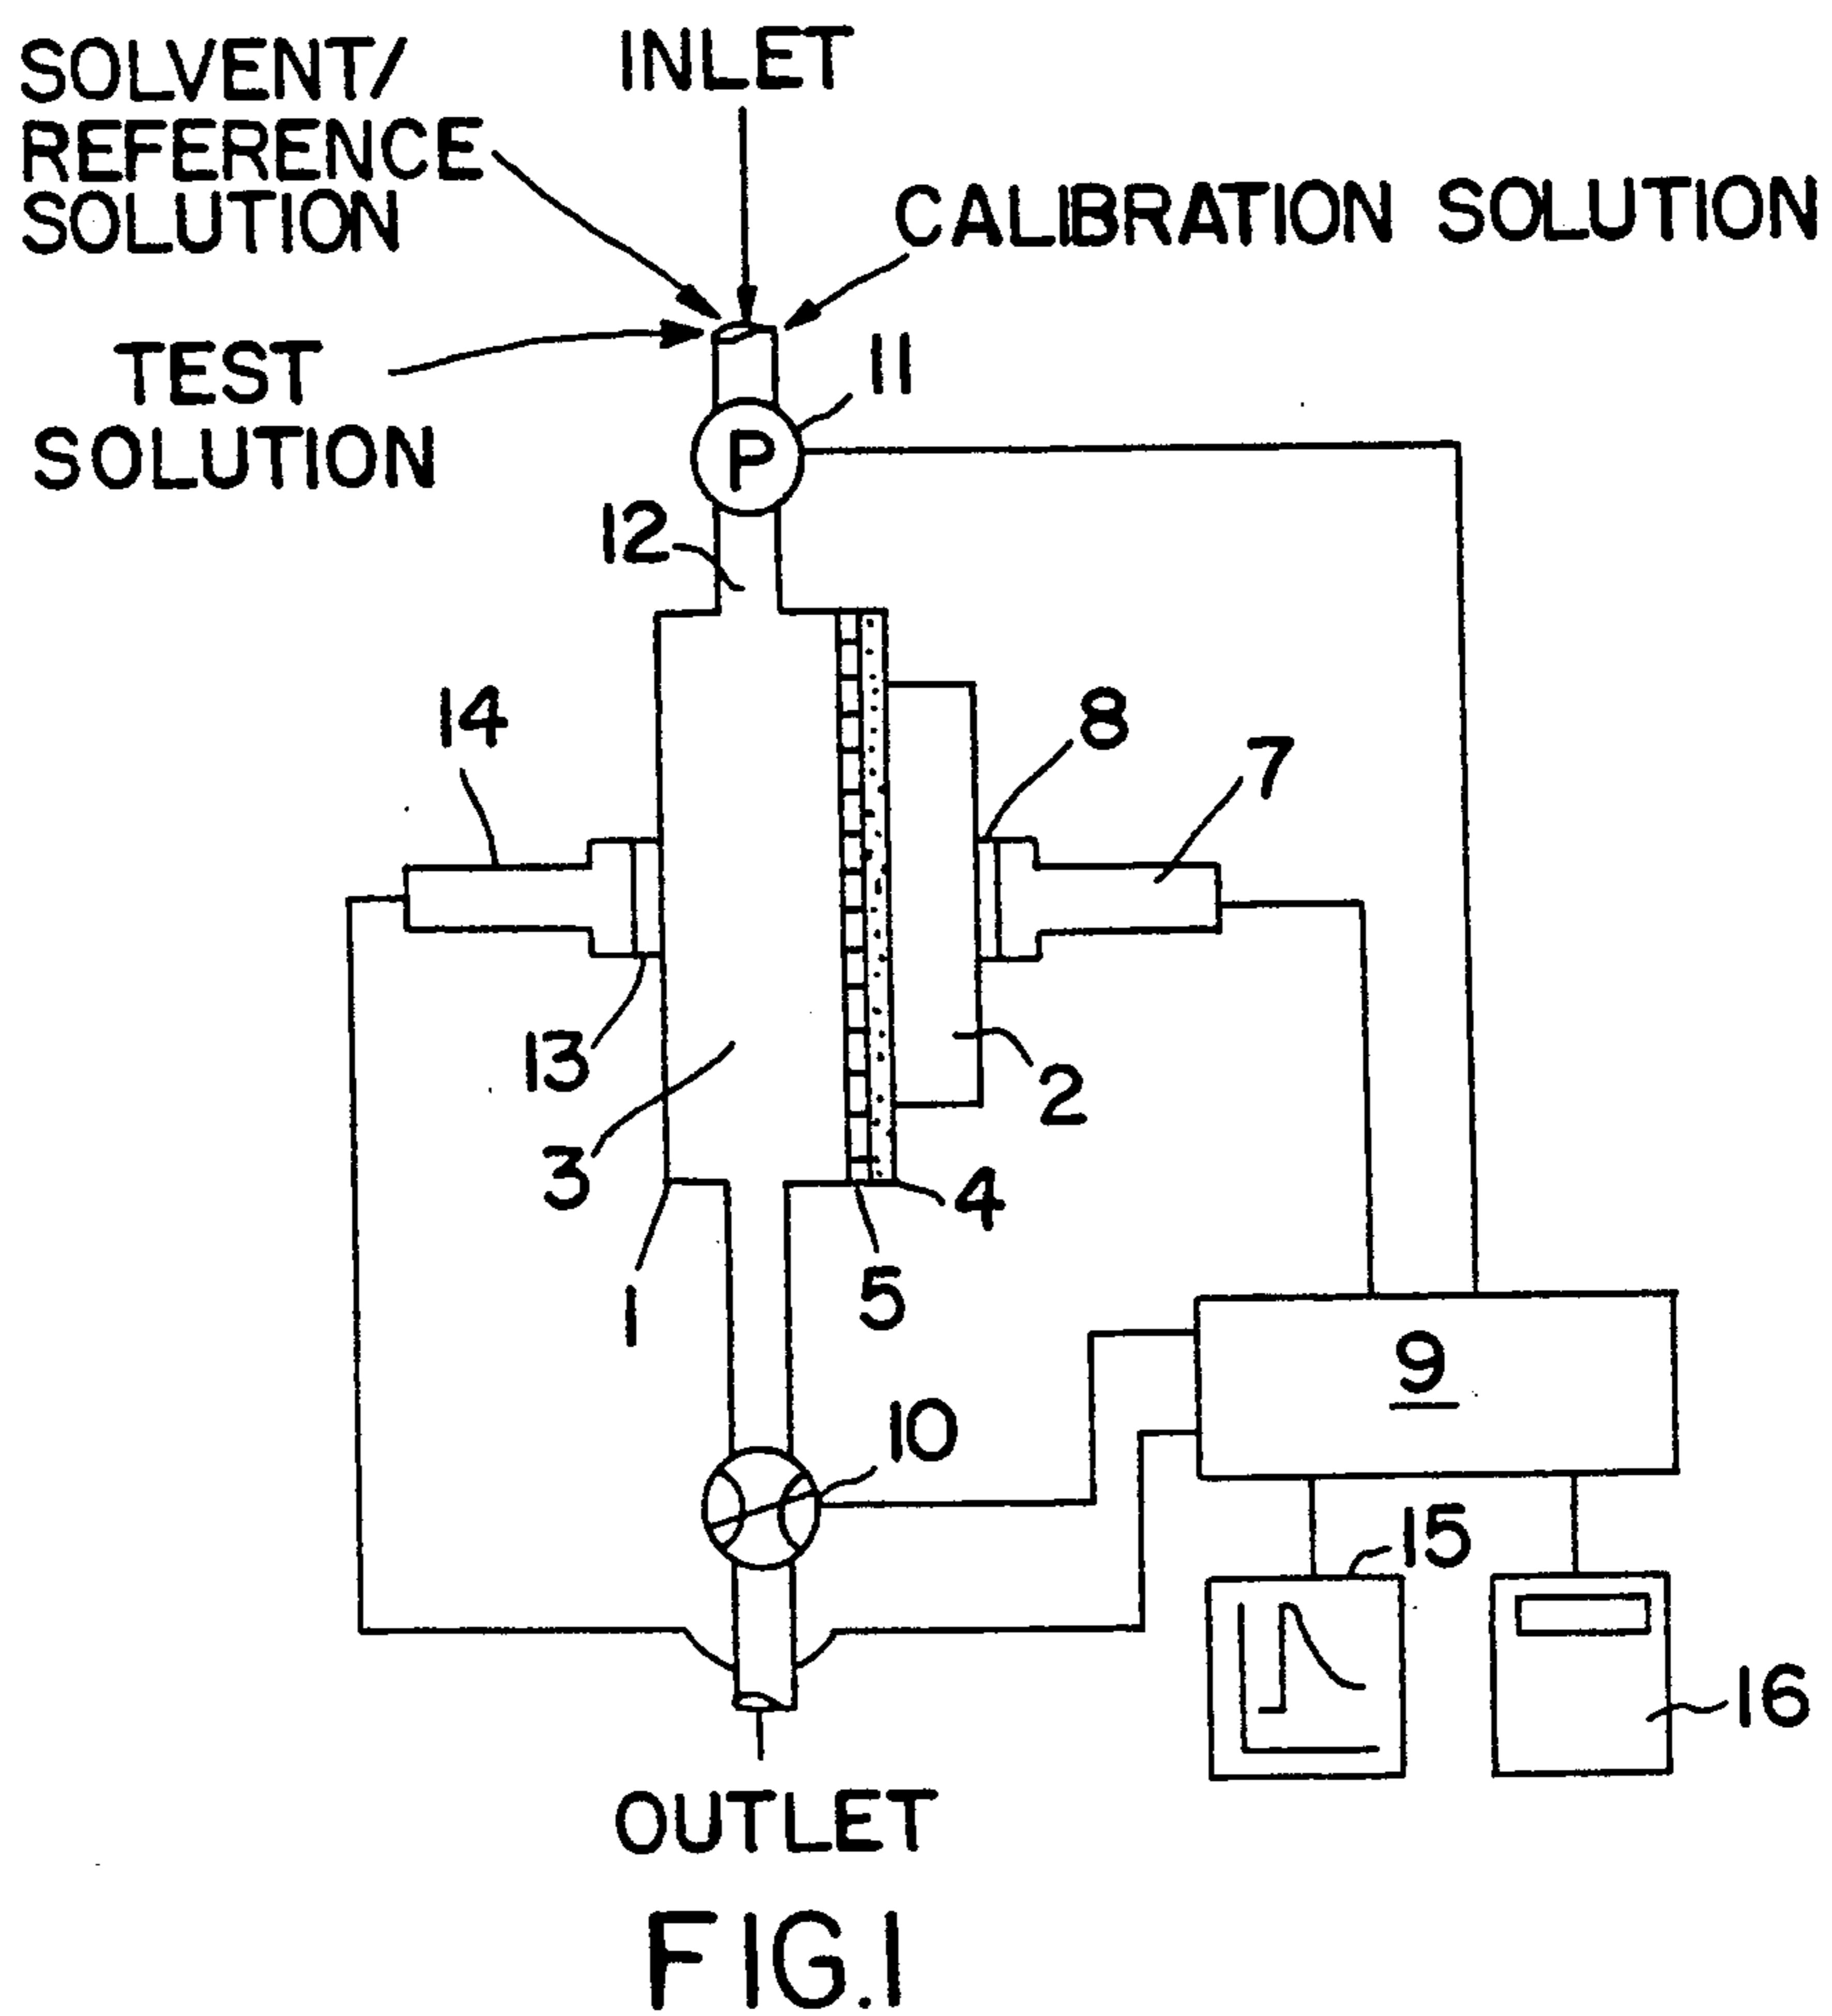 SOLVENT/
REFERENCE
SOLUTION
INLET
CALIBRATION SOLUTION
TEST
SOLUTION
11
P
12
14
8
7
13
3
2
4
1
5
9
10
15
16
OUTLET
FIG.1